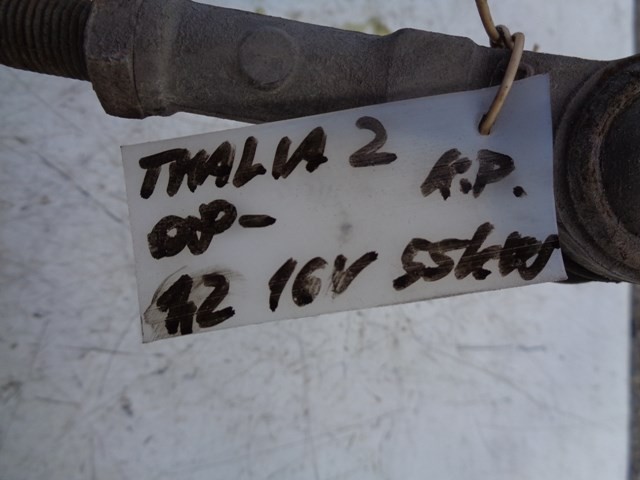 THALIA 2 K.P.
08-
1.2 16V 55kW